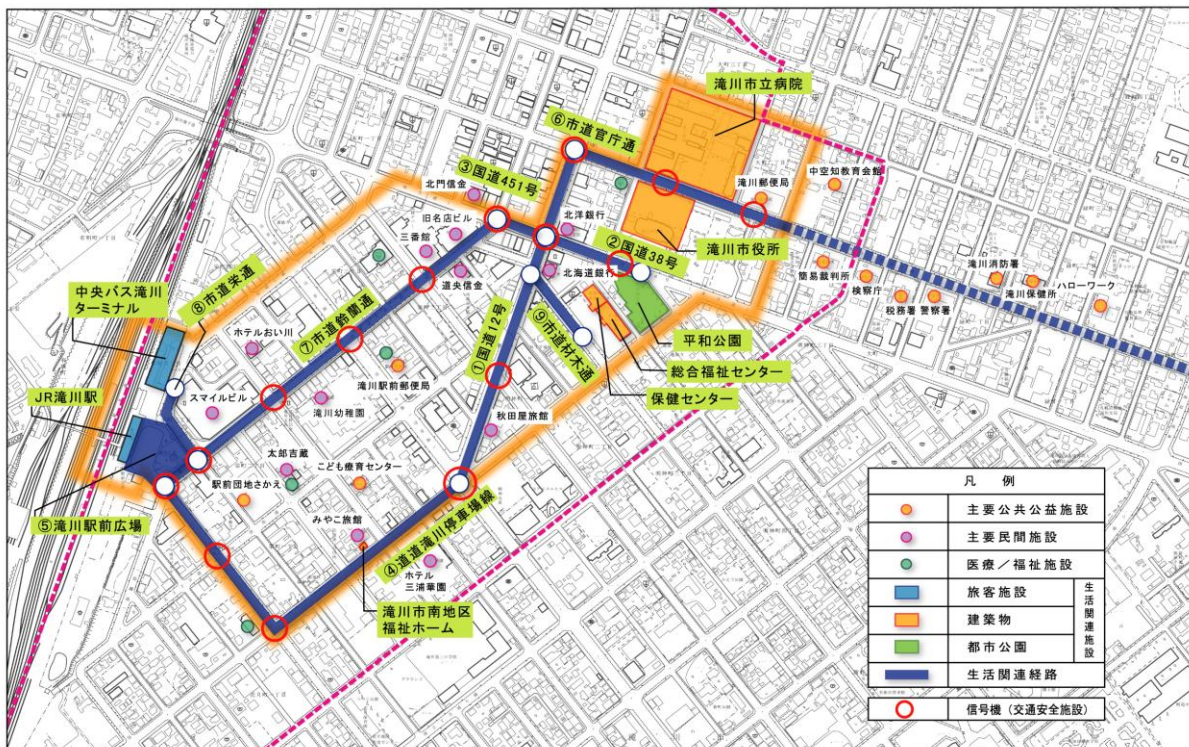 滝川市立病院
⑥市道官庁通
③国道451号
北門信金
旧名店ビル
三番館
道央信金
北洋銀行
北海道銀行
②国道38号
滝川郵便局
中空知教育会館
滝川市役所
簡易裁判所
検察庁
税務署
警察署
滝川消防署
滝川保健所
ハローワーク
中央バス滝川
ターミナル
⑧市道栄通
ホテルおい川
⑦市道鈴蘭通
①国道12号
⑨市道材木通
平和公園
総合福祉センター
保健センター
JR滝川駅
スマイルビル
滝川駅前郵便局
滝川幼稚園
秋田屋旅館
太郎吉蔵
こども療育センター
駅前団地さかえ
⑤滝川駅前広場
みやこ旅館
④道道滝川停車場線
ホテル
三浦華園
滝川市南地区
福祉ホーム
凡 例
主要公共公益施設
主要民間施設
医療/福祉施設
旅客施設
建築物
都市公園
生活関連施設
生活関連経路
信号機(交通安全施設)